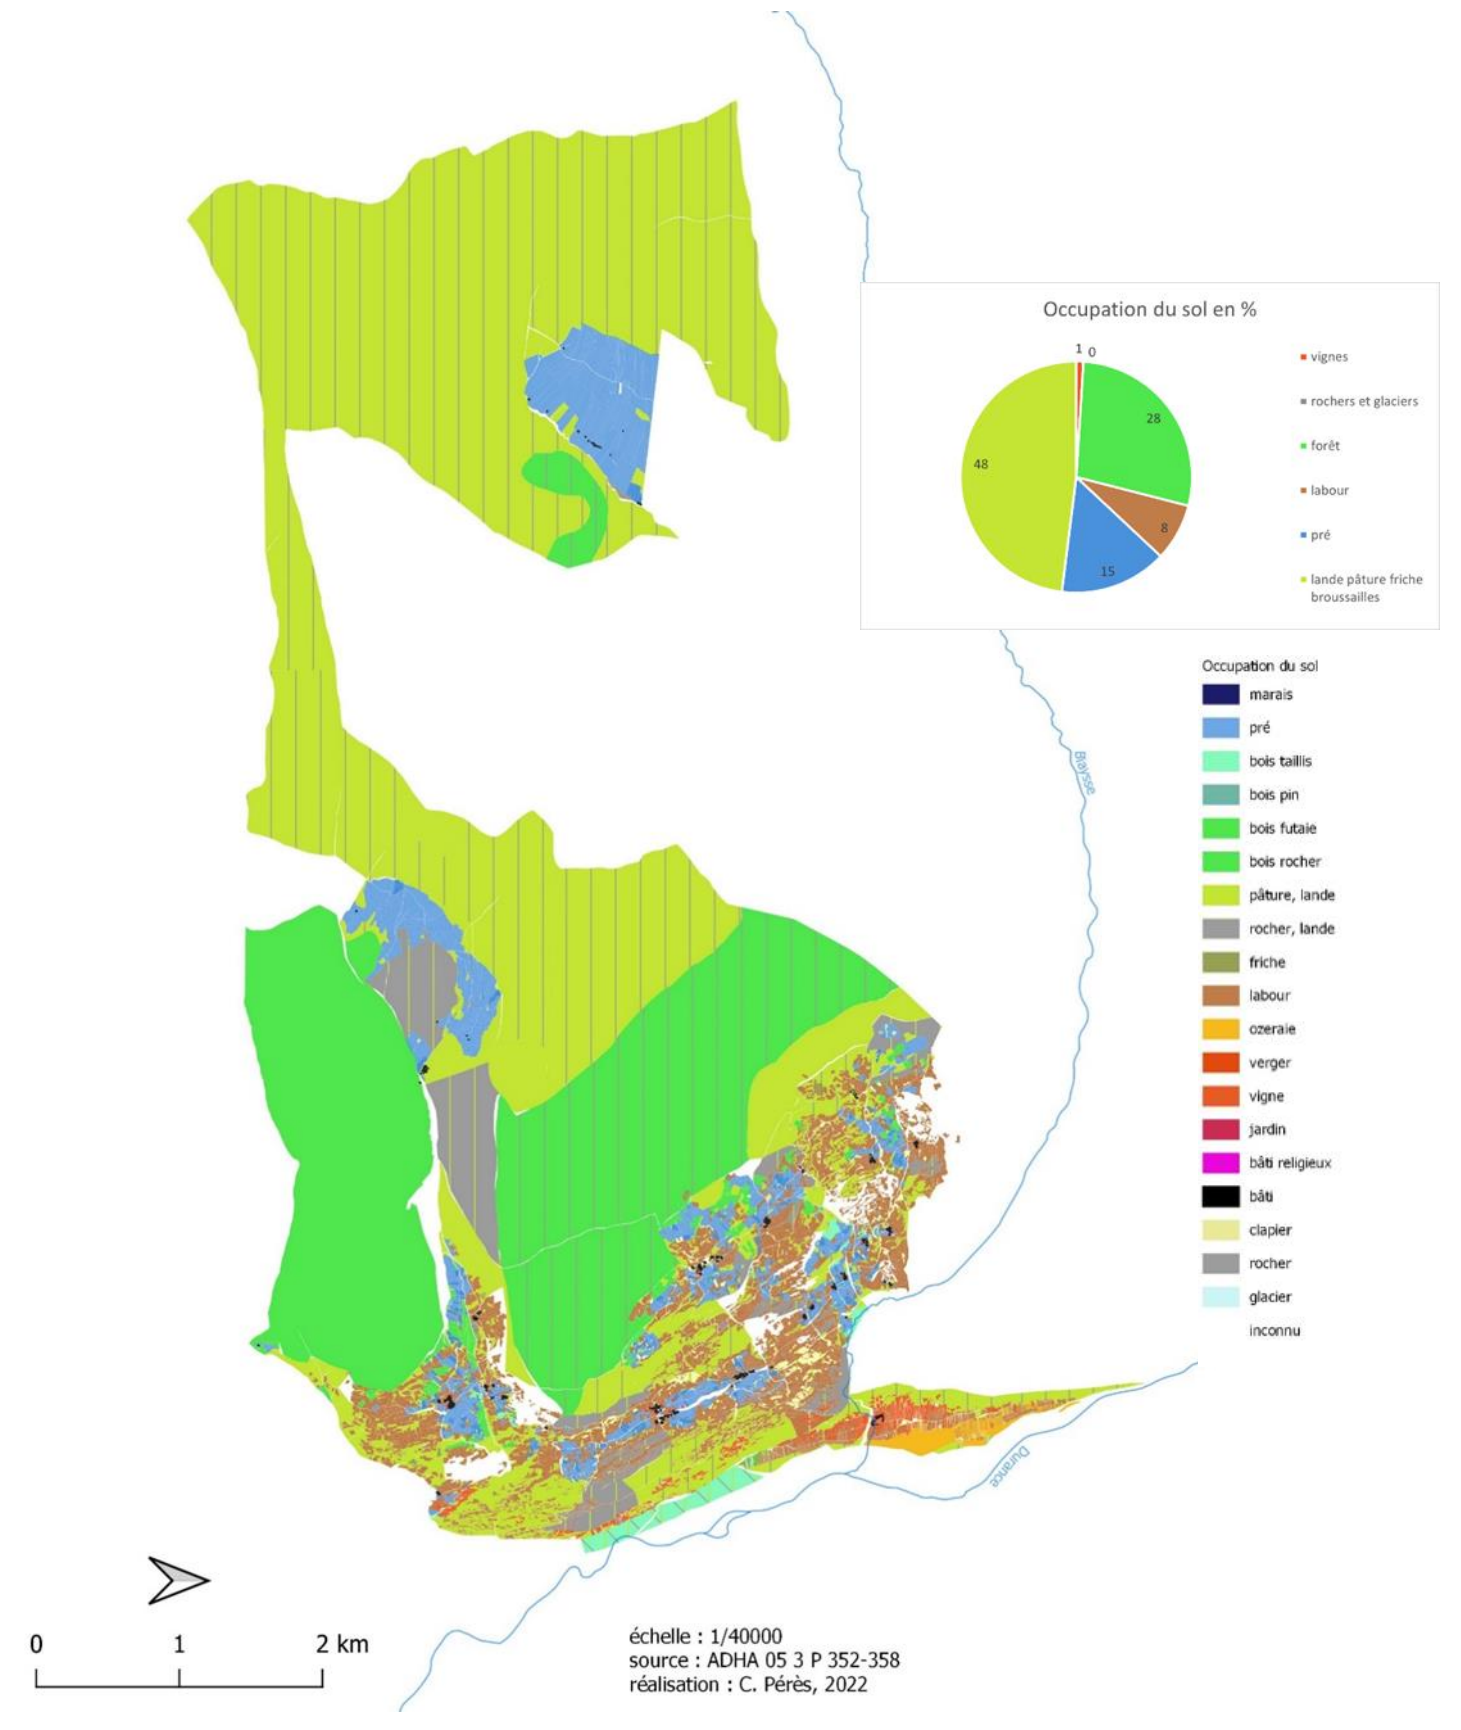 Occupation du sol en %
1 0
28
48
8
15
vignes
rochers et glaciers
forêt
labour
pré
lande pâture friche
broussailles
Occupation du sol
marais
pré
bois taillis
bois pin
bois futaie
bois rocher
pâture, lande
rocher, lande
friche
labour
ozeraie
verger
vigne
jardin
bâti religieux
bâti
clapier
rocher
glacier
inconnu
Biaysse
Durance
0 1 2 km
échelle : 1/40000
source : ADHA 05 3 P 352-358
réalisation : C. Pérès, 2022